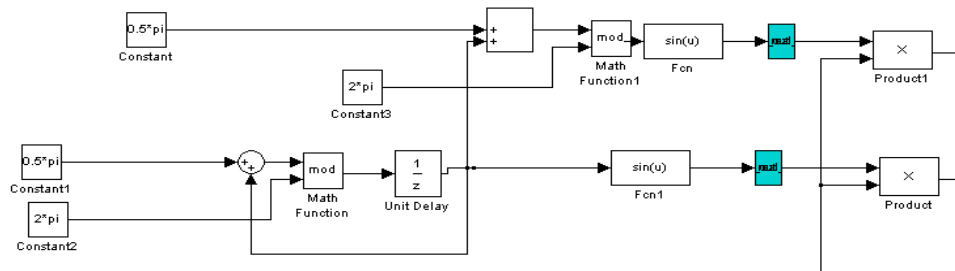 0.5*pi
Constant
+
+
2*pi
Constant3
mod
Math
Function1
sin(u)
Fcn
×
Product1
0.5*pi
Constant1
+
+
2*pi
Constant2
mod
Math
Function
1
z
Unit Delay
sin(u)
Fcn1
×
Product